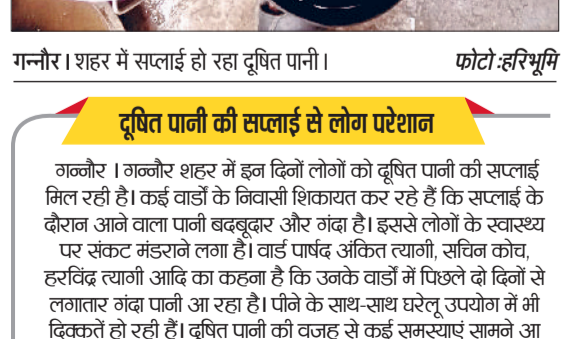 गन्नौर। शहर में सप्लाई हो रहा दूषित पानी। फोटो:हरिभूमि
दूषित पानी की सप्लाई से लोग परेशान
गन्नौर । गन्नौर शहर में इन दिनों लोगों को दूषित पानी की सप्लाई
मिल रही है। कई वार्डों के निवासी शिकायत कर रहे हैं कि सप्लाई के
दौरान आने वाला पानी बदबूदार और गंदा है। इससे लोगों के स्वास्थ्य
पर संकट मंडराने लगा है। वार्ड पार्षद अंकित त्यागी, सचिन कोच,
हरविंद्र त्यागी आदि का कहना है कि उनके वार्डों में पिछले दो दिनों से
लगातार गंदा पानी आ रहा है। पीने के साथ-साथ घरेलू उपयोग में भी
दिक्कतें हो रही हैं। दूषित पानी की वजह से कई समस्याएं सामने आ